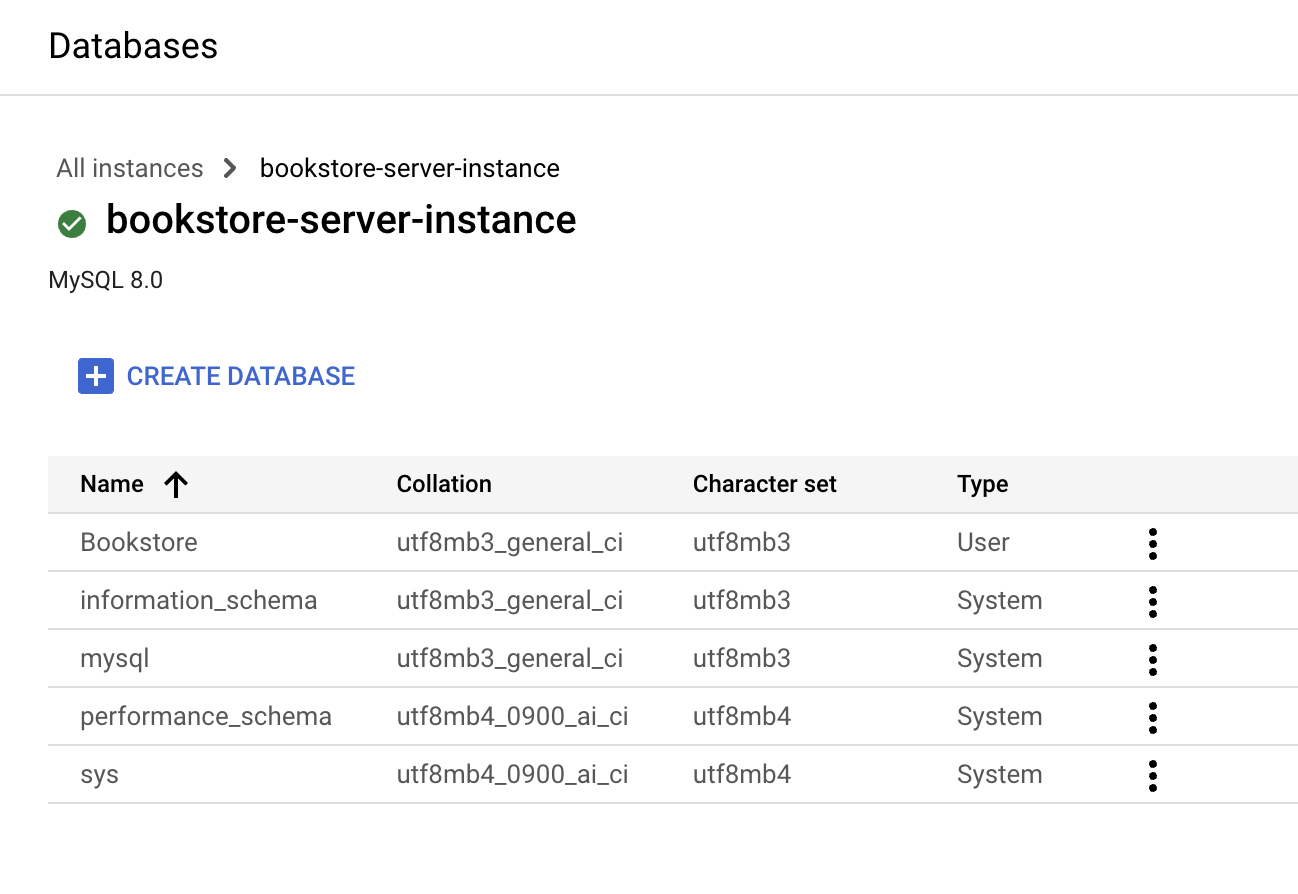 Databases
All instances bookstore-server-instance
bookstore-server-instance
MySQL 8.0
CREATE DATABASE
Name Collation Character set Type
Bookstore utf8mb3_general_ci utf8mb3 User
information_schema utf8mb3_general_ci utf8mb3 System
mysql utf8mb3_general_ci utf8mb3 System
performance_schema utf8mb4_0900_ai_ci utf8mb4 System
sys utf8mb4_0900_ai_ci utf8mb4 System